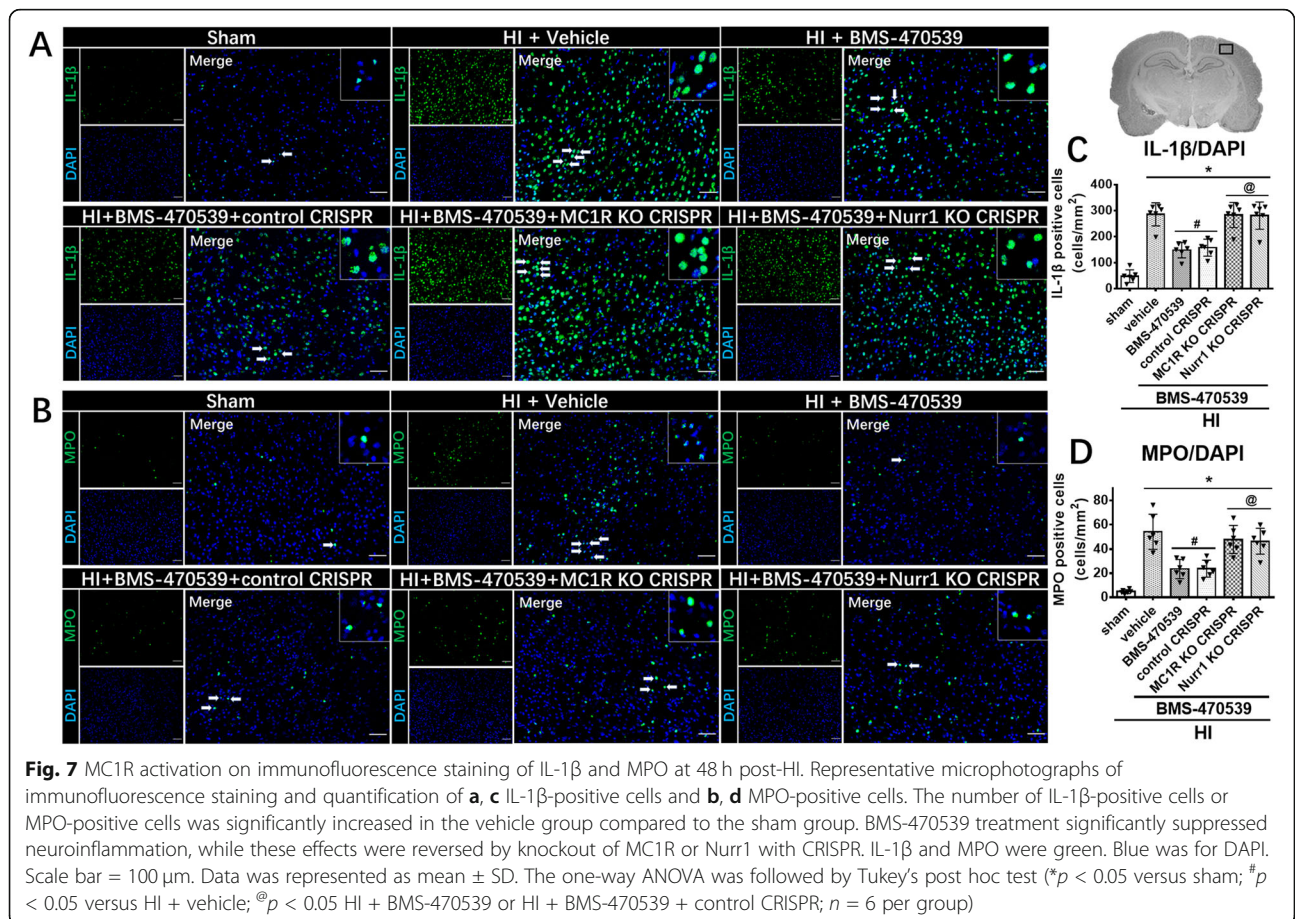 A
Sham
HI + Vehicle
HI + BMS-470539
IL-1β
DAPI
Merge
IL-1β
DAPI
Merge
IL-1β
DAPI
Merge
HI+BMS-470539+control CRISPR
HI+BMS-470539+MC1R KO CRISPR
HI+BMS-470539+Nurr1 KO CRISPR
IL-1β
DAPI
Merge
IL-1β
DAPI
Merge
IL-1β
DAPI
Merge
B
Sham
HI + Vehicle
HI + BMS-470539
MPO
DAPI
Merge
MPO
DAPI
Merge
MPO
DAPI
Merge
HI+BMS-470539+control CRISPR
HI+BMS-470539+MC1R KO CRISPR
HI+BMS-470539+Nurr1 KO CRISPR
MPO
DAPI
Merge
MPO
DAPI
Merge
MPO
DAPI
Merge
C
IL-1β/DAPI
IL-1β positive cells
(cells/mm²)
400
300
200
100
0
*
#
@
sham
vehicle
BMS-470539
control CRISPR
MC1R KO CRISPR
Nurr1 KO CRISPR
BMS-470539
HI
D
MPO/DAPI
MPO positive cells
(cells/mm²)
80
60
40
20
0
*
#
@
sham
vehicle
BMS-470539
control CRISPR
MC1R KO CRISPR
Nurr1 KO CRISPR
BMS-470539
HI
Fig. 7 MC1R activation on immunofluorescence staining of IL-1β and MPO at 48 h post-HI. Representative microphotographs of
immunofluorescence staining and quantification of a, c IL-1β-positive cells and b, d MPO-positive cells. The number of IL-1β-positive cells or
MPO-positive cells was significantly increased in the vehicle group compared to the sham group. BMS-470539 treatment significantly suppressed
neuroinflammation, while these effects were reversed by knockout of MC1R or Nurr1 with CRISPR. IL-1β and MPO were green. Blue was for DAPI.
Scale bar = 100 μm. Data was represented as mean ± SD. The one-way ANOVA was followed by Tukey's post hoc test (*p < 0.05 versus sham; #p
< 0.05 versus HI + vehicle; @p < 0.05 HI + BMS-470539 or HI + BMS-470539 + control CRISPR; n = 6 per group)